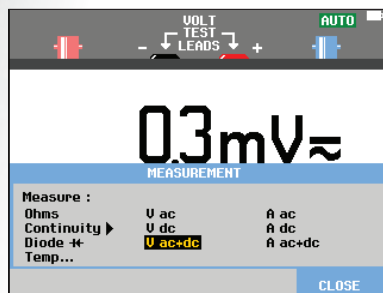 VOLT
TEST
- LEADS +
AUTO
0.3mV≂
MEASUREMENT
Measure :
Ohms V ac A ac
Continuity V dc A dc
Diode V ac+dc A ac+dc
Temp...
CLOSE